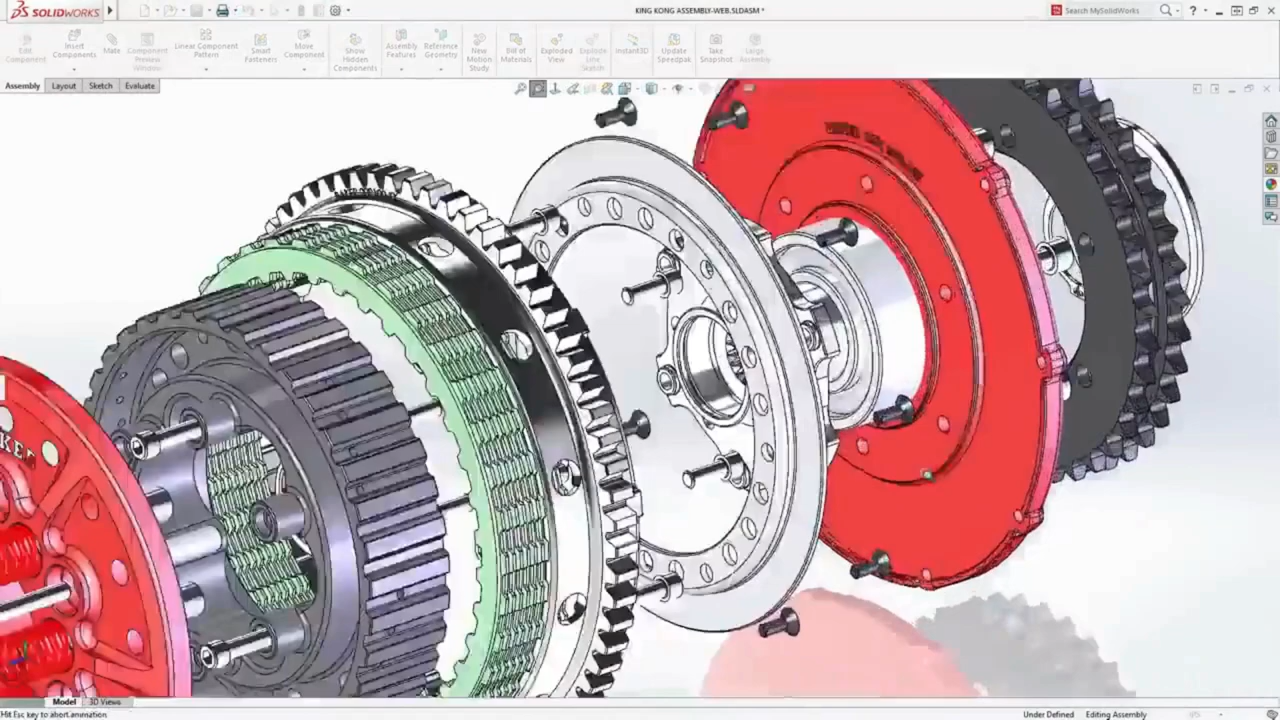 SOLIDWORKS
KING KONG ASSEMBLY-WEB.SLDASM *
Search MySolidWorks
Edit Component
Insert Components
Mate
Component Preview Window
Linear Component Pattern
Smart Fasteners
Move Component
Show Hidden Components
Assembly Features
Reference Geometry
New Motion Study
Bill of Materials
Exploded View
Explode Line Sketch
Instant3D
Update Speedpak
Take Snapshot
Large Assembly
Assembly Layout Sketch Evaluate
Model 3D Views
Hit Esc key to abort animation
Under Defined Editing Assembly